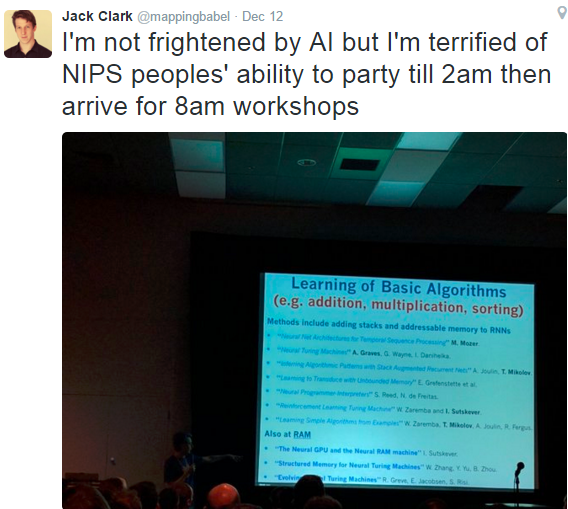 Jack Clark @mappingbabel · Dec 12
I'm not frightened by AI but I'm terrified of
NIPS peoples' ability to party till 2am then
arrive for 8am workshops
Learning of Basic Algorithms
(e.g. addition, multiplication, sorting)
Methods include adding stacks and addressable memory to RNNs
• "Neural Net Architectures for Temporal Sequence Processing" M. Mozer
• "Neural Turing Machines" A. Graves, G. Wayne, I. Danihelka
• "Inferring Algorithmic Patterns with Stack Augmented Recurrent Nets" A. Joulin, T. Mikolov
• "Learning to Transduce with Unbounded Memory" E. Grefenstette et al.
• "Neural Programmer Interpreters" S. Reed, N. de Freitas
• "Reinforcement Learning Turing Machine" W. Zaremba and I. Sutskever
• "Learning Simple Algorithms from Examples" W. Zaremba, T. Mikolov, A. Joulin, R. Fergus
Also at RAM
• "The Neural GPU and the Neural RAM machine" I. Sutskever
• "Structured Memory for Neural Turing Machines" W. Zhang, Y. Yu, B. Zhou
• "Evolving Turing Machines" R. Greve, E. Jacobsen, S. Risi